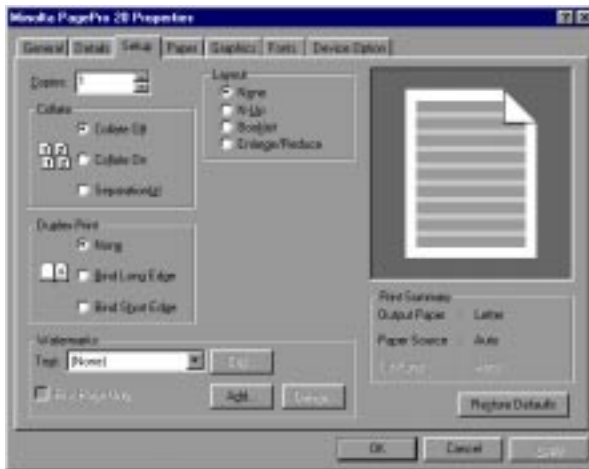 Minolta PagePro 20 Properties
General Details Setup Paper Graphics Fonts Device Option
Copies: 1
Collate
Collate Off
Collate On
Separation(J)
Duplex Print
None
Bind Long Edge
Bind Short Edge
Layout
None
N-Up
Booklet
Enlarge/Reduce
Watermarks
Text: [None]
Edit...
First Page Only
Add...
Delete...
Print Summary
Output Paper : Letter
Paper Source : Auto
Restore Defaults
OK Cancel Apply